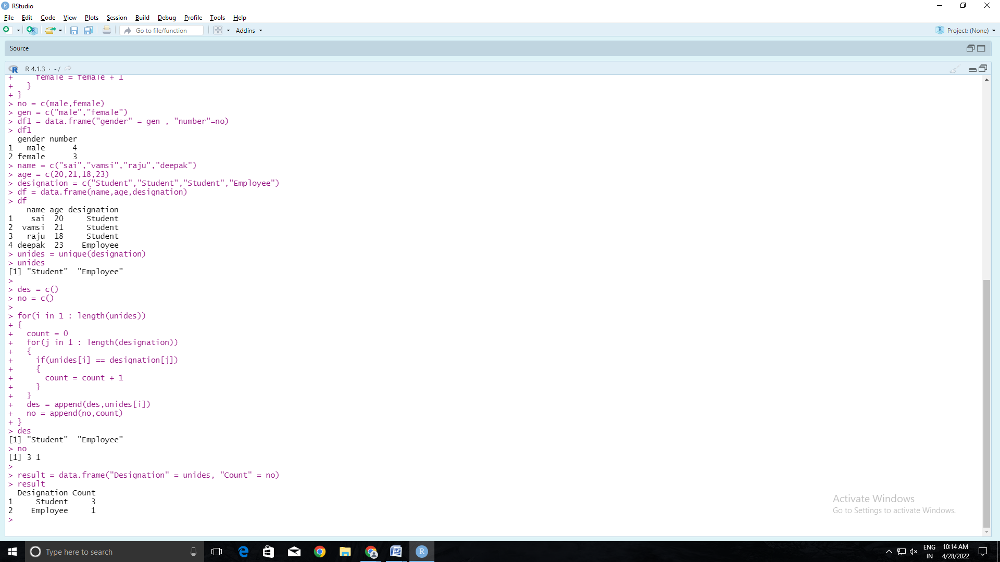 RStudio
File Edit Code View Plots Session Build Debug Profile Tools Help
Go to file/function Addins Project: (None)
Source
R 4.1.3 · ~/
+     female = female + 1
+   }
+ }
> no = c(male,female)
> gen = c("male","female")
> df1 = data.frame("gender" = gen , "number"=no)
> df1
  gender number
1   male      4
2 female      3
> name = c("sai","vamsi","raju","deepak")
> age = c(20,21,18,23)
> designation = c("Student","Student","Student","Employee")
> df = data.frame(name,age,designation)
> df
    name age designation
1    sai  20     Student
2  vamsi  21     Student
3   raju  18     Student
4 deepak  23    Employee
> unides = unique(designation)
> unides
[1] "Student"  "Employee"
>
> des = c()
> no = c()
>
> for(i in 1 : length(unides))
+ {
+   count = 0
+   for(j in 1 : length(designation))
+   {
+     if(unides[i] == designation[j])
+     {
+       count = count + 1
+     }
+   }
+   des = append(des,unides[i])
+   no = append(no,count)
+ }
> des
[1] "Student"  "Employee"
> no
[1] 3 1
>
> result = data.frame("Designation" = unides, "Count" = no)
> result
  Designation Count
1     Student     3
2    Employee     1
>
Activate Windows
Go to Settings to activate Windows.
Type here to search
ENG
IN
10:14 AM
4/28/2022